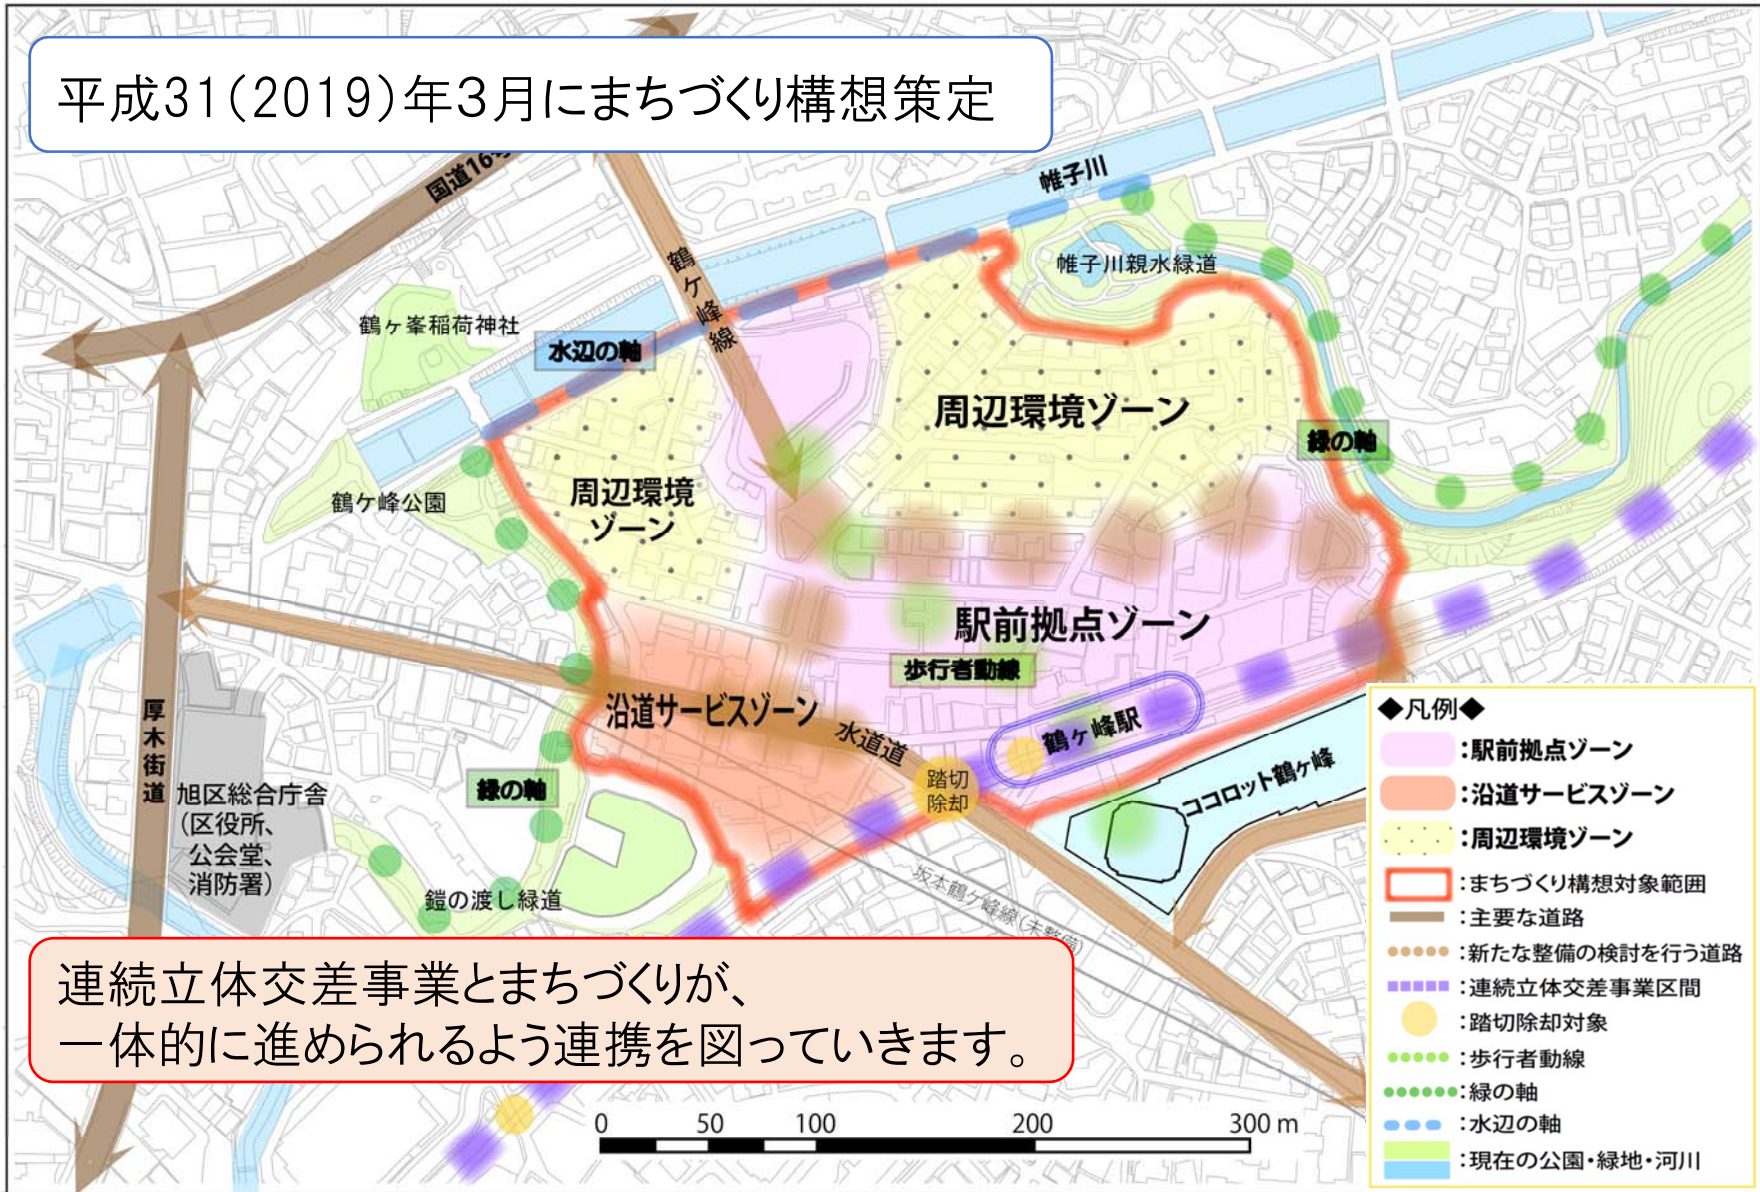 平成31(2019)年3月にまちづくり構想策定
国道16号
帷子川
鶴ケ峰線
帷子川親水緑道
鶴ヶ峯稲荷神社
水辺の軸
周辺環境ゾーン
緑の軸
鶴ケ峰公園
周辺環境
ゾーン
駅前拠点ゾーン
歩行者動線
沿道サービスゾーン
水道道
鶴ヶ峰駅
踏切
除却
ココロット鶴ヶ峰
厚木街道
旭区総合庁舎
(区役所、
公会堂、
消防署)
緑の軸
鎧の渡し緑道
坂本鶴ケ峰線(未整備)
連続立体交差事業とまちづくりが、
一体的に進められるよう連携を図っていきます。
0 50 100 200 300 m
◆凡例◆
:駅前拠点ゾーン
:沿道サービスゾーン
:周辺環境ゾーン
:まちづくり構想対象範囲
:主要な道路
:新たな整備の検討を行う道路
:連続立体交差事業区間
:踏切除却対象
:歩行者動線
:緑の軸
:水辺の軸
:現在の公園・緑地・河川